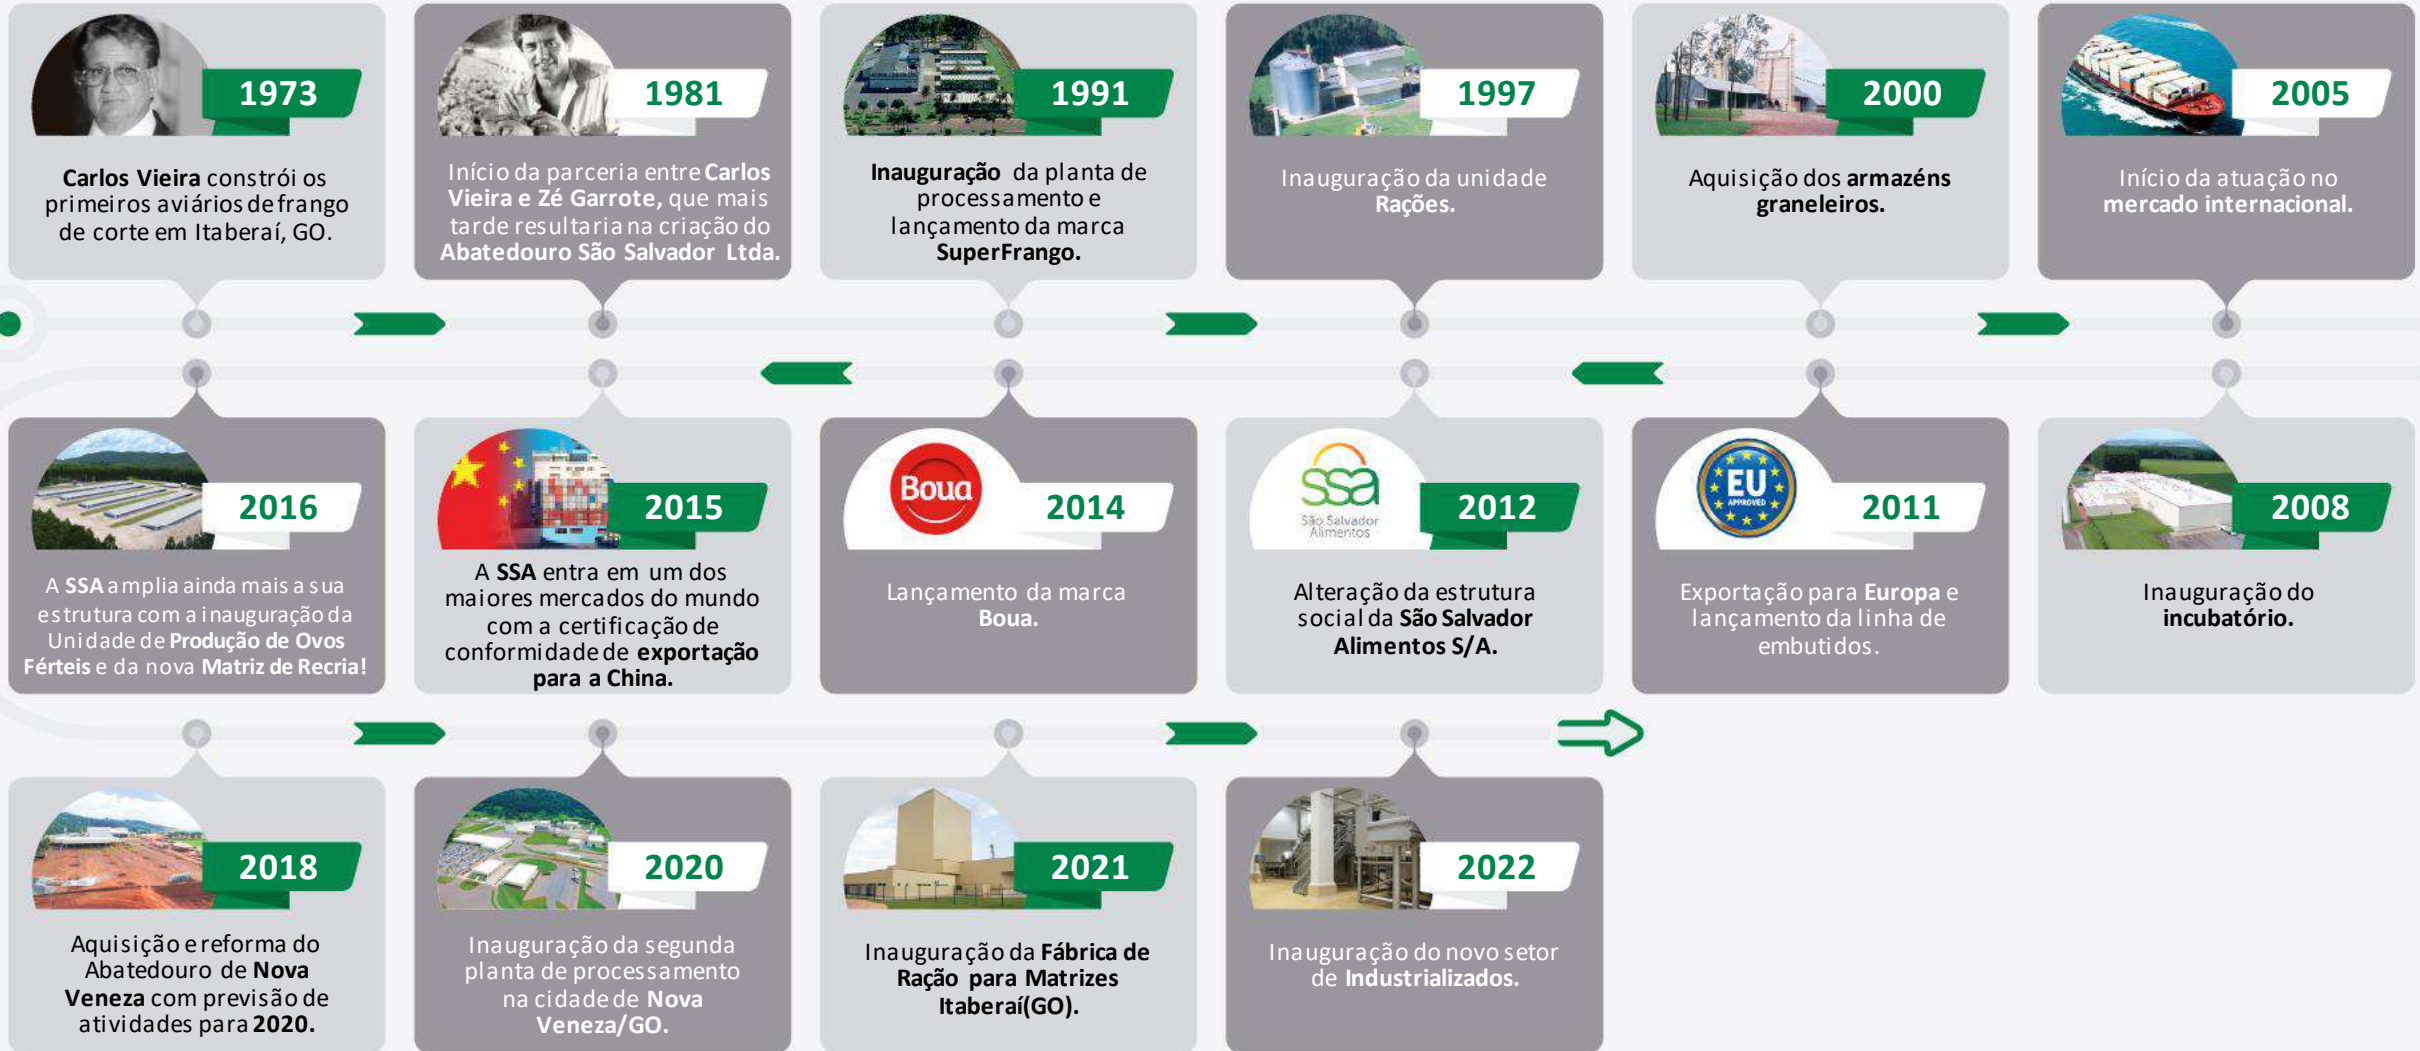 1973
Carlos Vieira constrói os
primeiros aviários de frango
de corte em Itaberaí, GO.
1981
Início da parceria entre Carlos
Vieira e Zé Garrote, que mais
tarde resultaria na criação do
Abatedouro São Salvador Ltda.
1991
Inauguração da planta de
processamento e
lançamento da marca
SuperFrango.
1997
Inauguração da unidade
Rações.
2000
Aquisição dos armazéns
graneleiros.
2005
Início da atuação no
mercado internacional.
2016
A SSA amplia ainda mais a sua
estrutura com a inauguração da
Unidade de Produção de Ovos
Férteis e da nova Matriz de Recria!
2015
A SSA entra em um dos
maiores mercados do mundo
com a certificação de
conformidade de exportação
para a China.
Boua
2014
Lançamento da marca
Boua.
ssa
São Salvador
Alimentos
2012
Alteração da estrutura
social da São Salvador
Alimentos S/A.
EU
APPROVED
2011
Exportação para Europa e
lançamento da linha de
embutidos.
2008
Inauguração do
incubatório.
2018
Aquisição e reforma do
Abatedouro de Nova
Veneza com previsão de
atividades para 2020.
2020
Inauguração da segunda
planta de processamento
na cidade de Nova
Veneza/GO.
2021
Inauguração da Fábrica de
Ração para Matrizes
Itaberaí(GO).
2022
Inauguração do novo setor
de Industrializados.